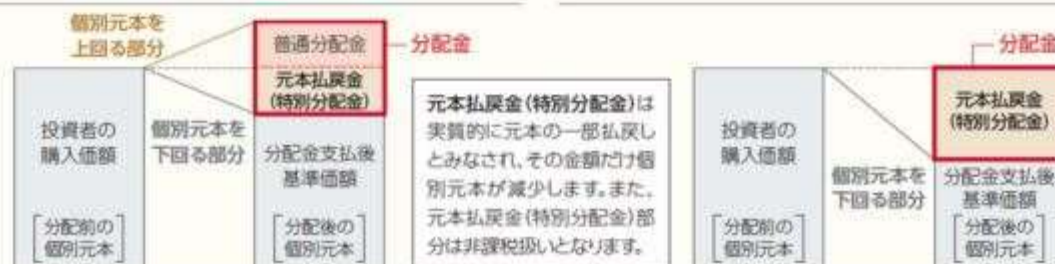 個別元本を
上回る部分
普通分配金
分配金
元本払戻金
(特別分配金)
投資者の
購入価額
個別元本を
下回る部分
分配金支払後
基準価額
[分配前の
個別元本]
[分配後の
個別元本]
元本払戻金(特別分配金)は
実質的に元本の一部払戻し
とみなされ、その金額だけ個
別元本が減少します。また、
元本払戻金(特別分配金)部
分は非課税扱いとなります。
分配金
元本払戻金
(特別分配金)
投資者の
購入価額
個別元本を
下回る部分
分配金支払後
基準価額
[分配前の
個別元本]
[分配後の
個別元本]